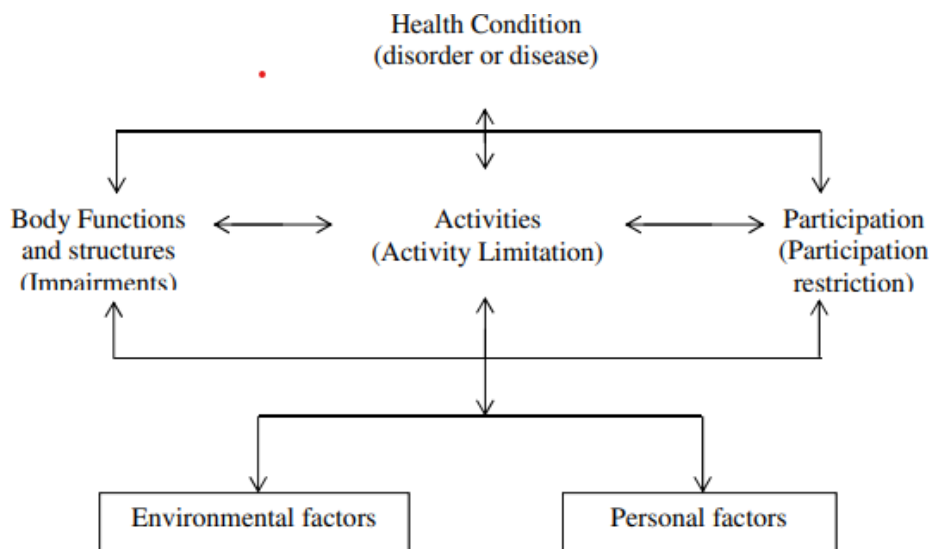 Health Condition
(disorder or disease)
Body Functions
and structures
(Impairments)
Activities
(Activity Limitation)
Participation
(Participation
restriction)
Environmental factors
Personal factors